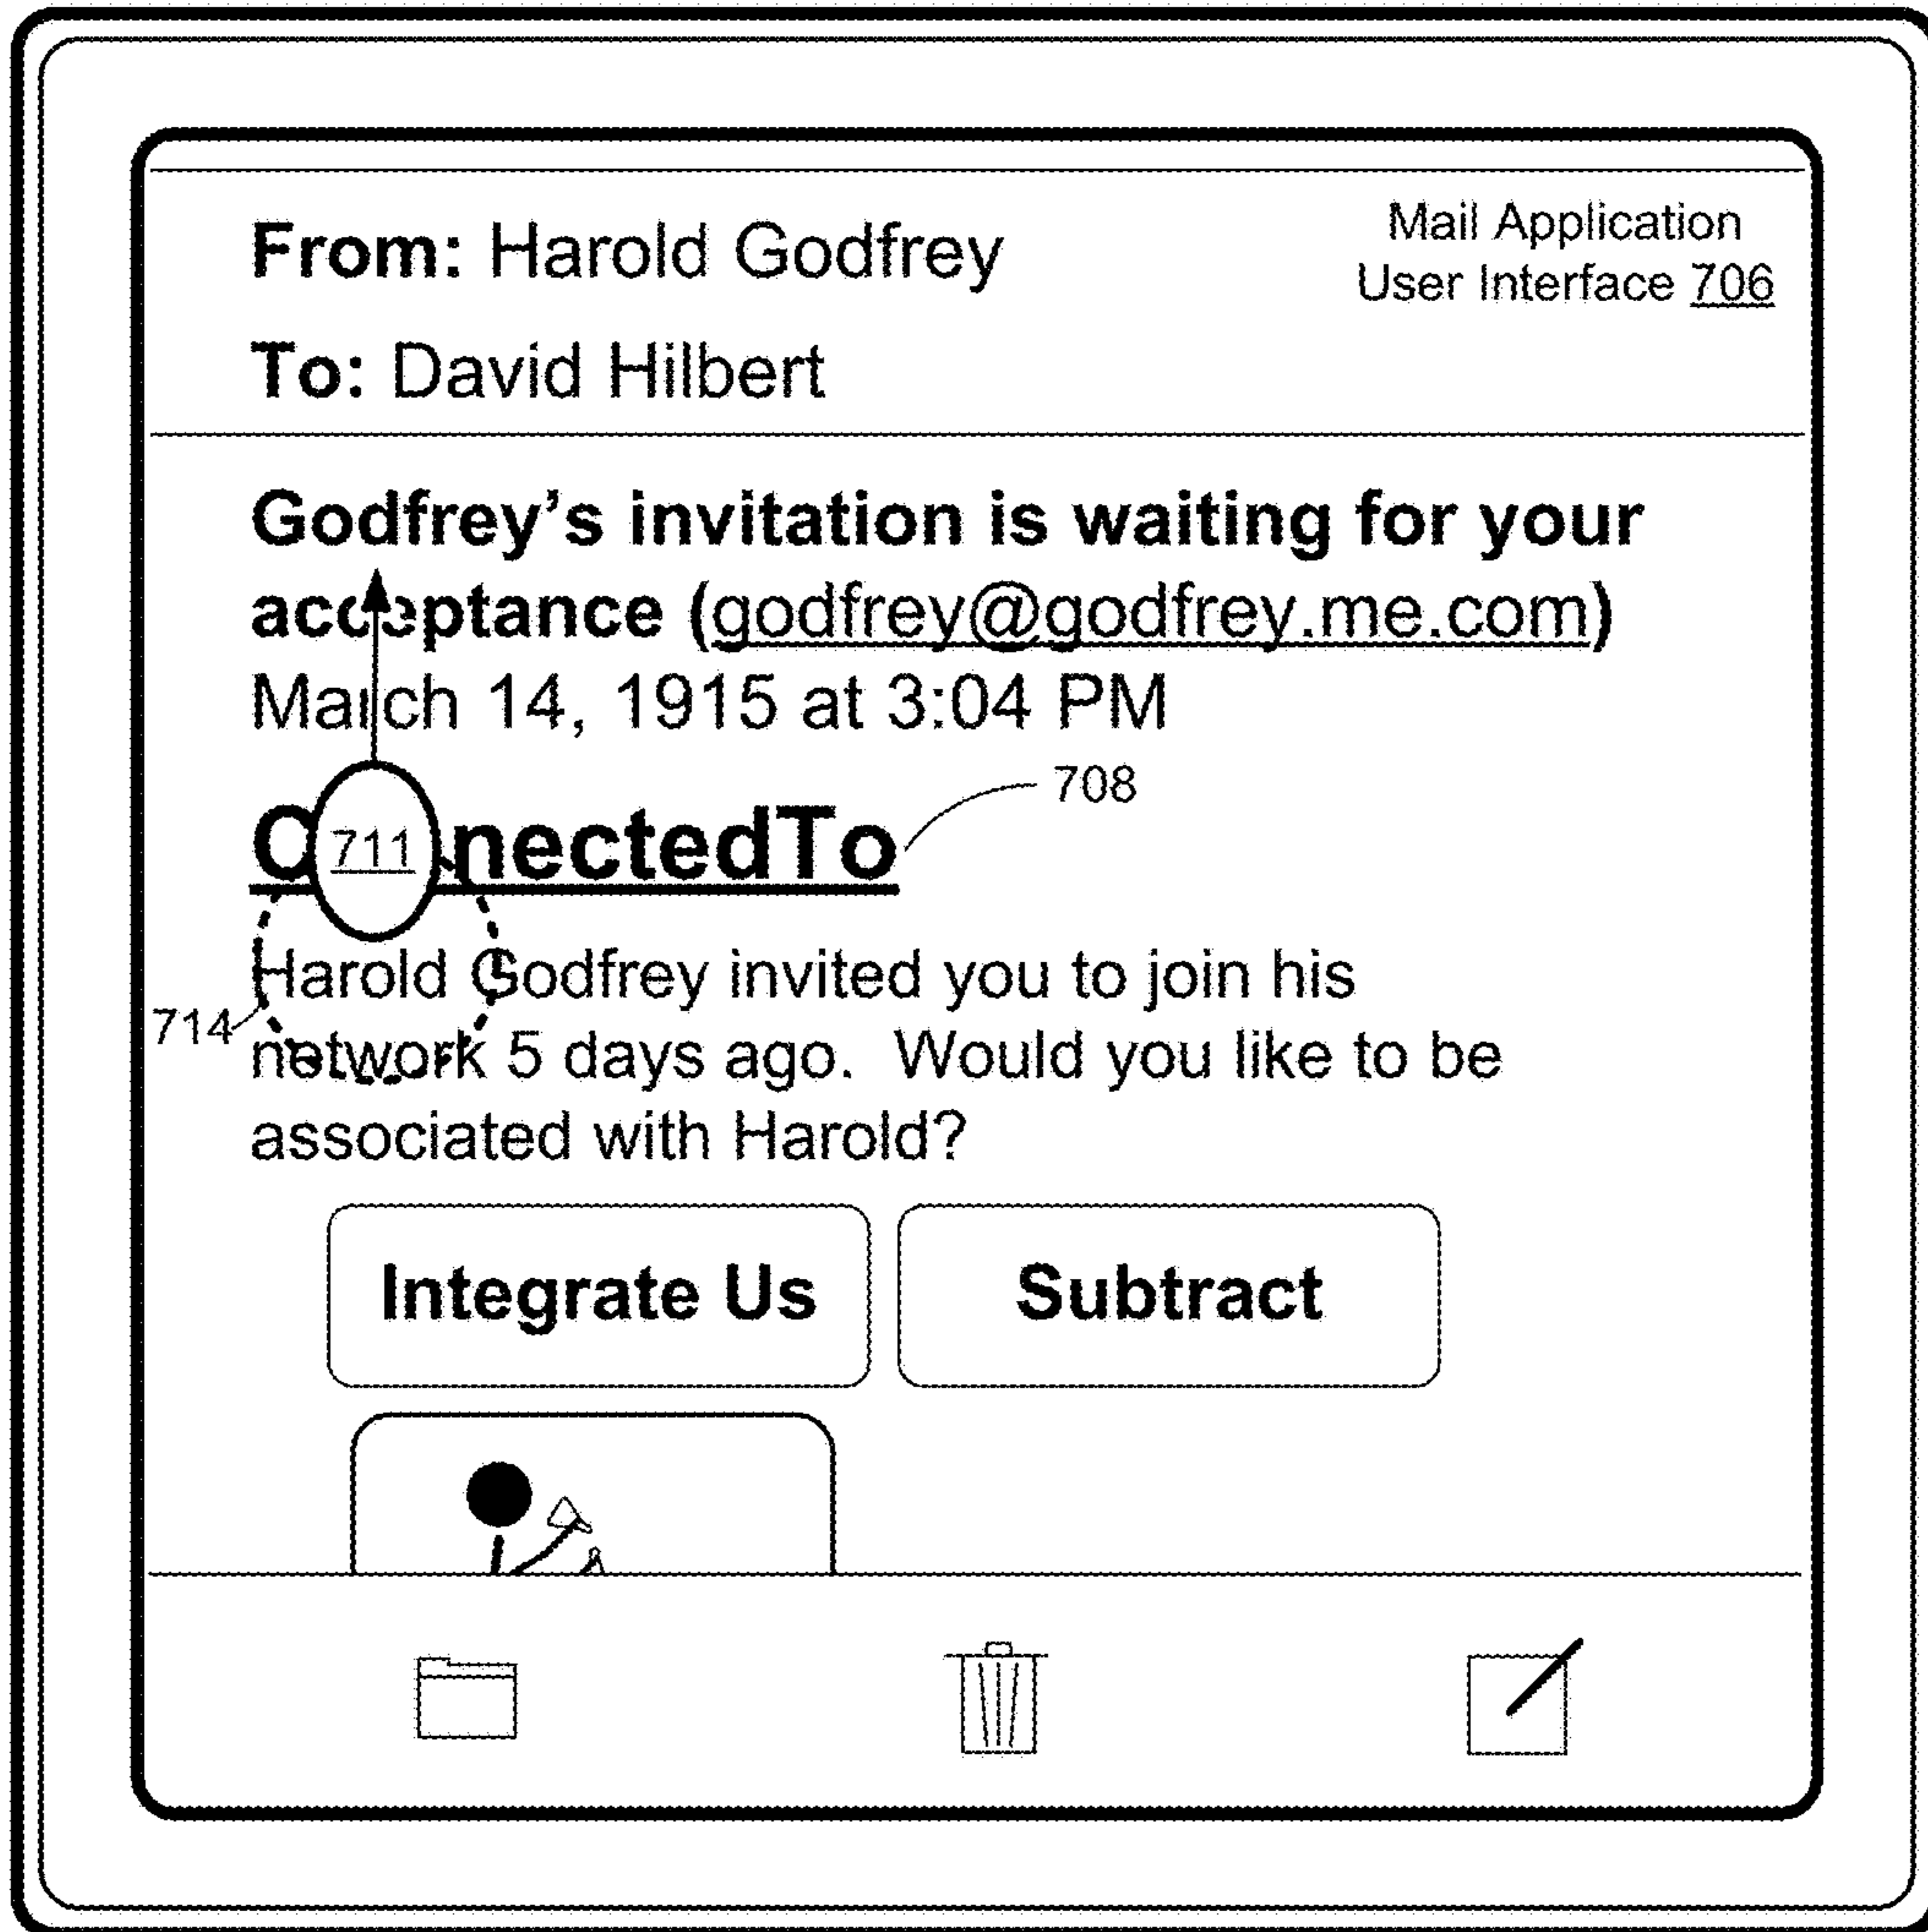 From: Harold Godfrey
Mail Application
User Interface 706
To: David Hilbert
Godfrey’s invitation is waiting for your
acceptance (godfrey@godfrey.me.com)
March 14, 1915 at 3:04 PM
708
711
nectedTo
Harold Godfrey invited you to join his
714
network 5 days ago. Would you like to be
associated with Harold?
Integrate Us
Subtract